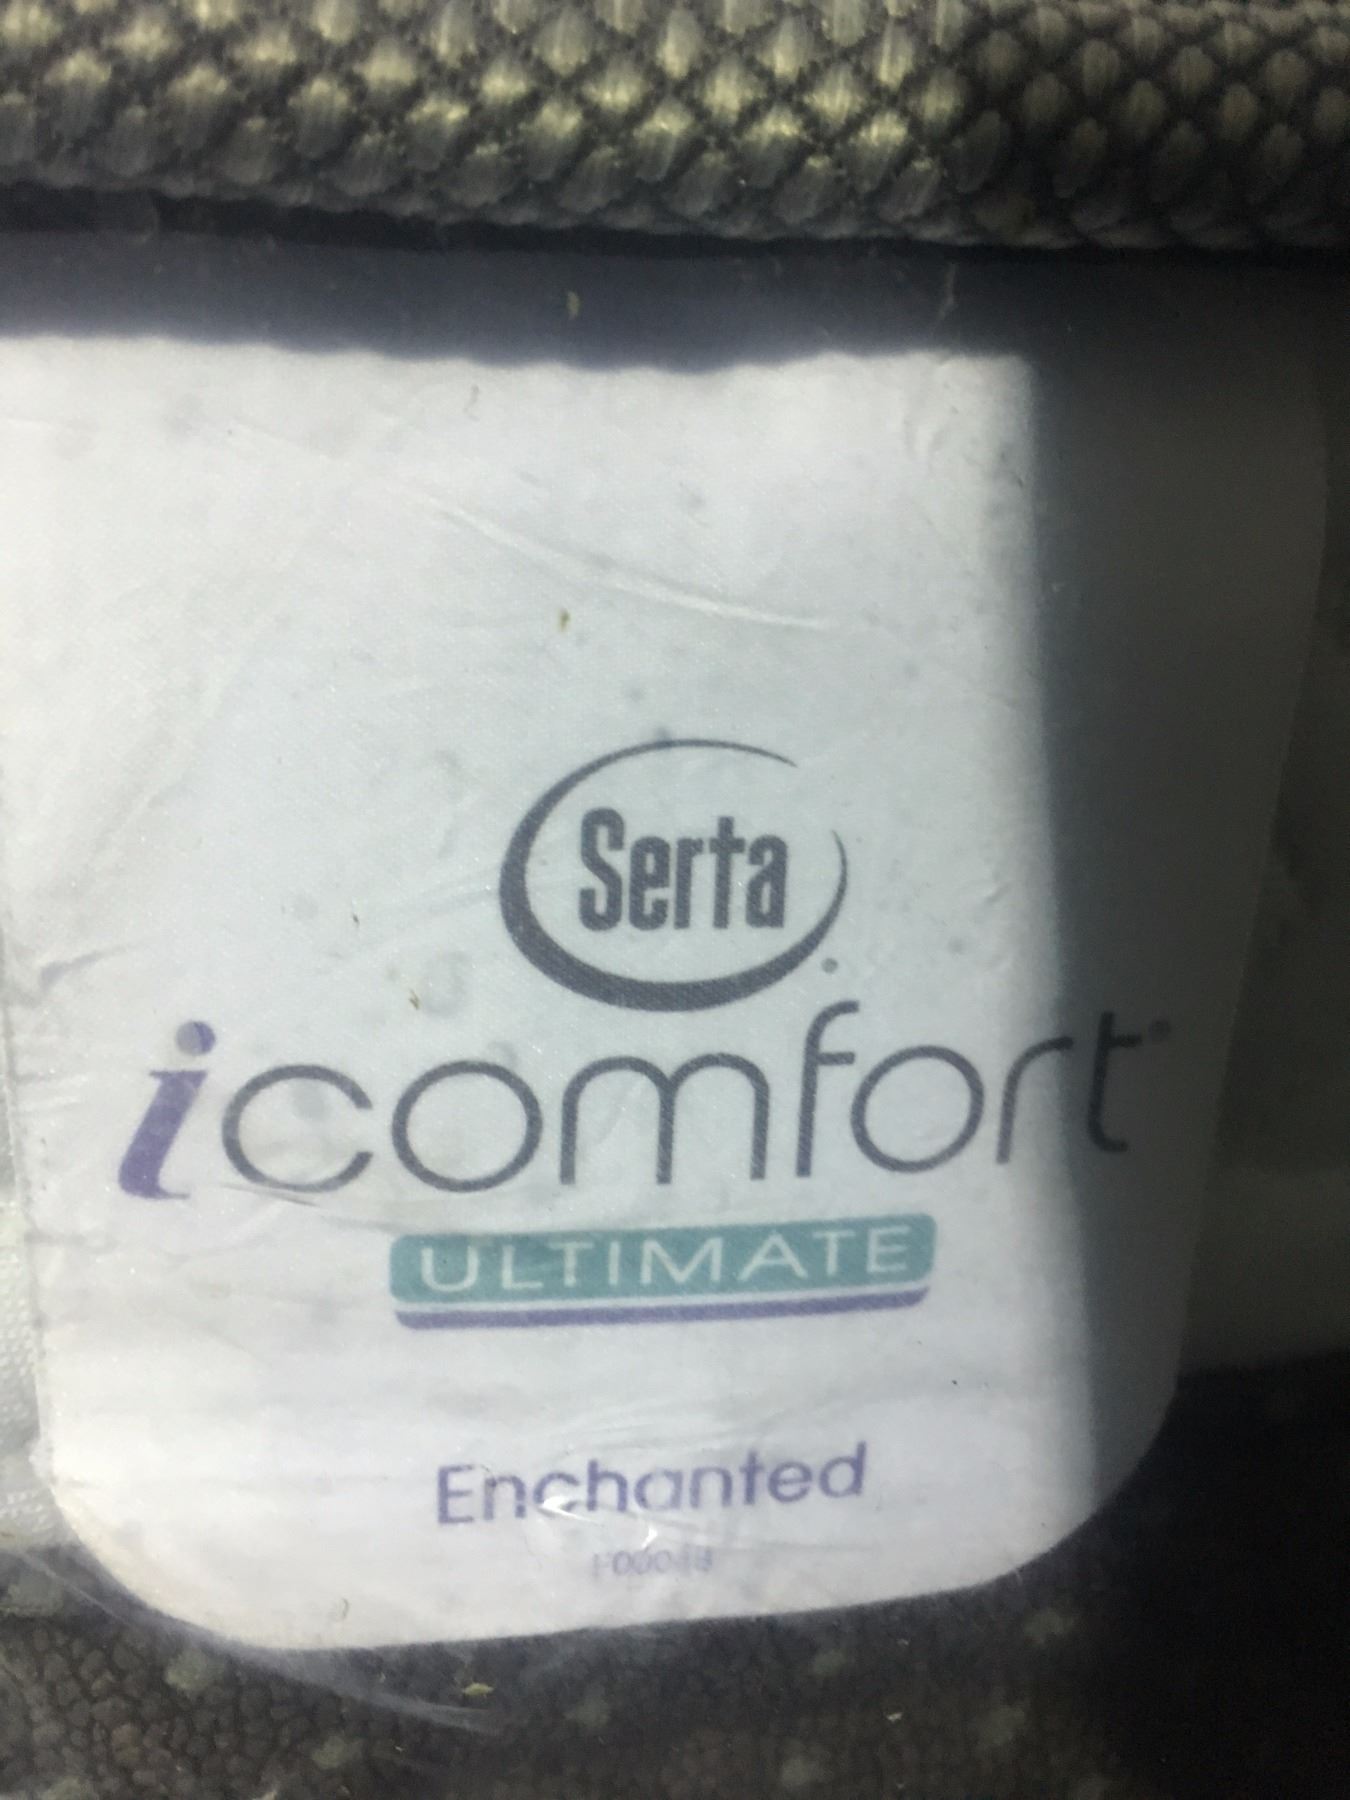 Serta
icomfort
ULTIMATE
Enchanted